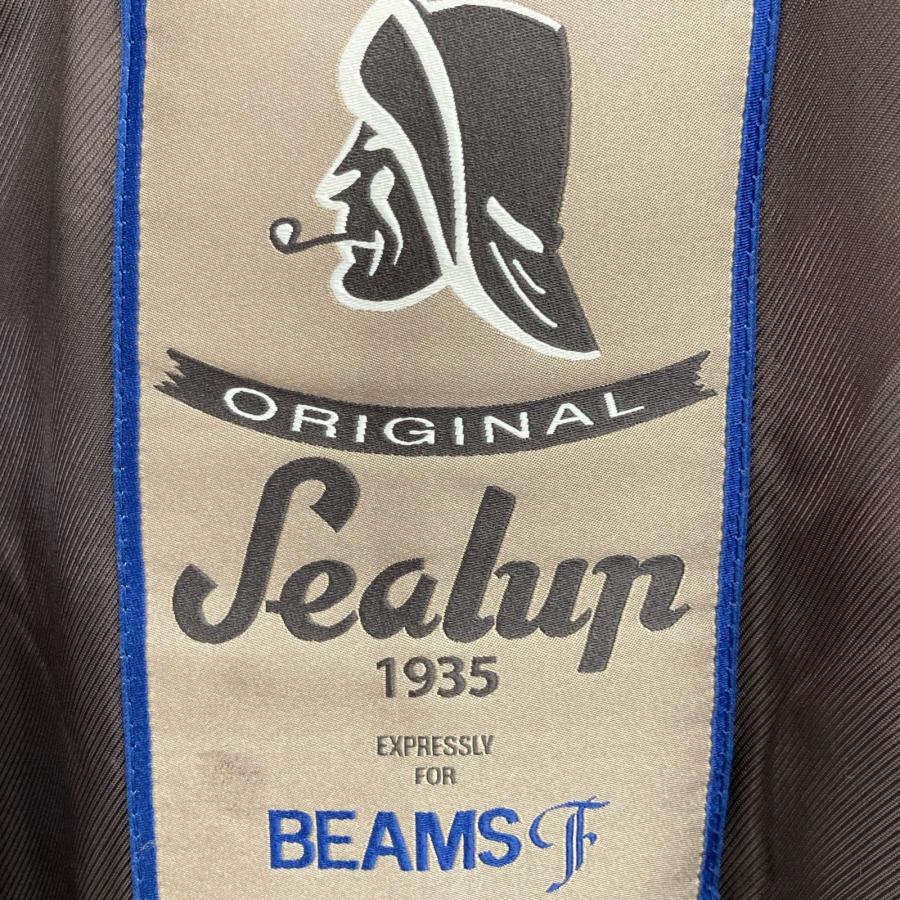 ORIGINAL
Sealup
1935
EXPRESSLY
FOR
BEAMS F